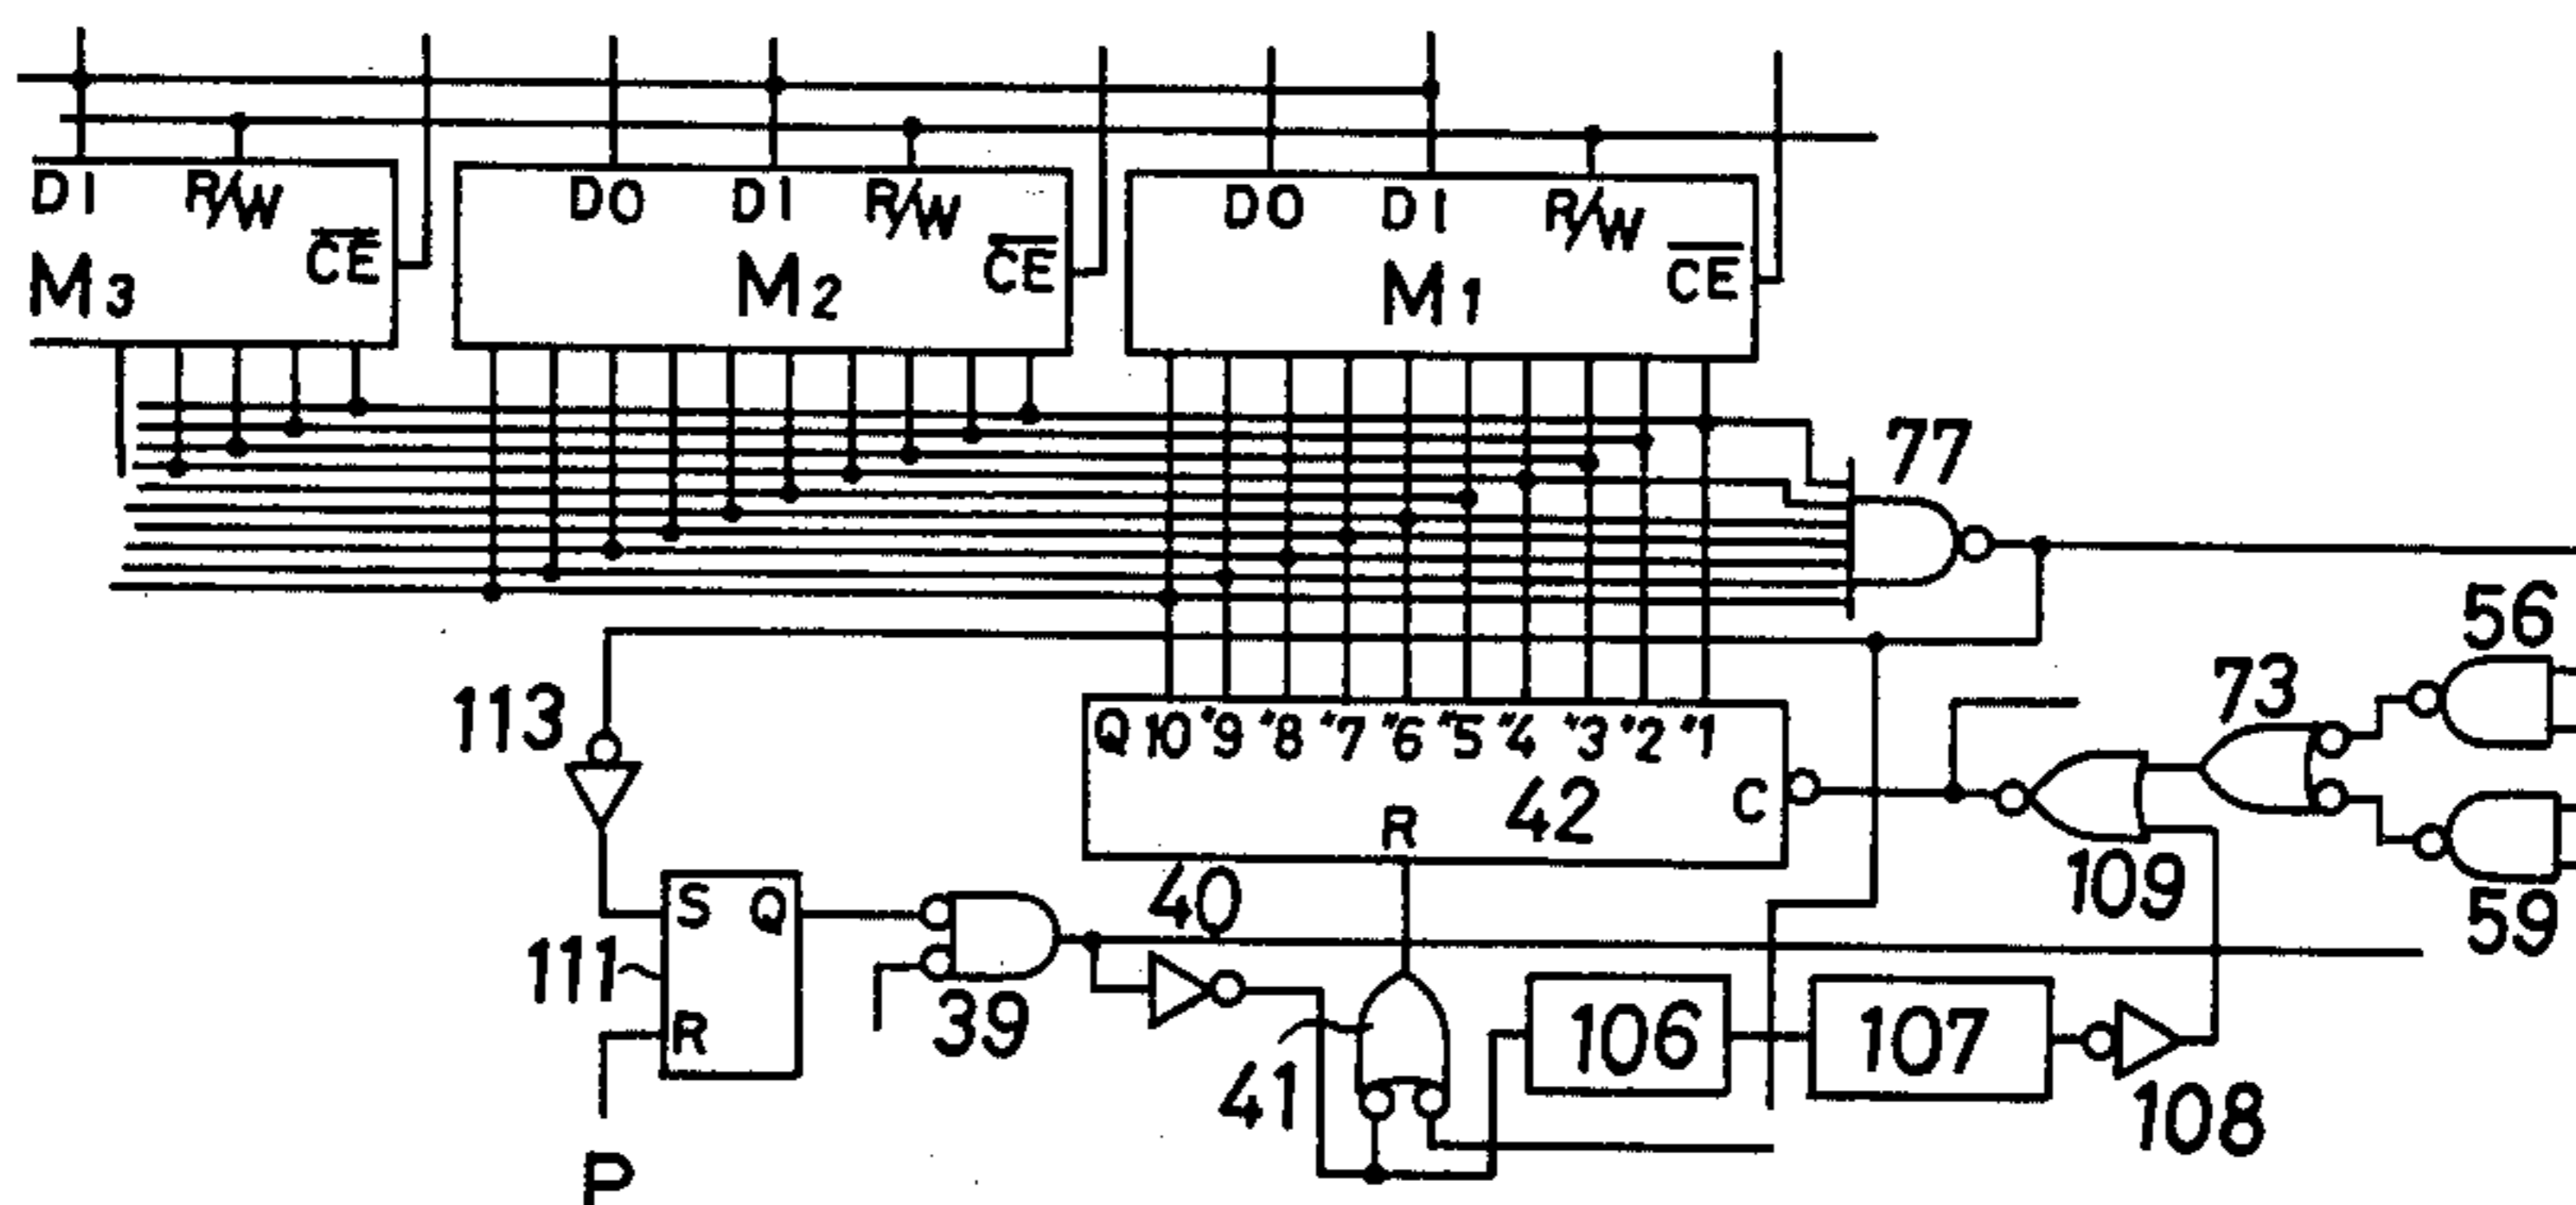 DI R/W CE DO DI R/W CE DO DI R/W CE
M3 M2 M1
77
56
113
Q 10 "9 "8 "7 "6 "5 "4 "3 "2 "1
73
42 C
R
109
59
S Q
40
111
39
R
41
106 107
108
P